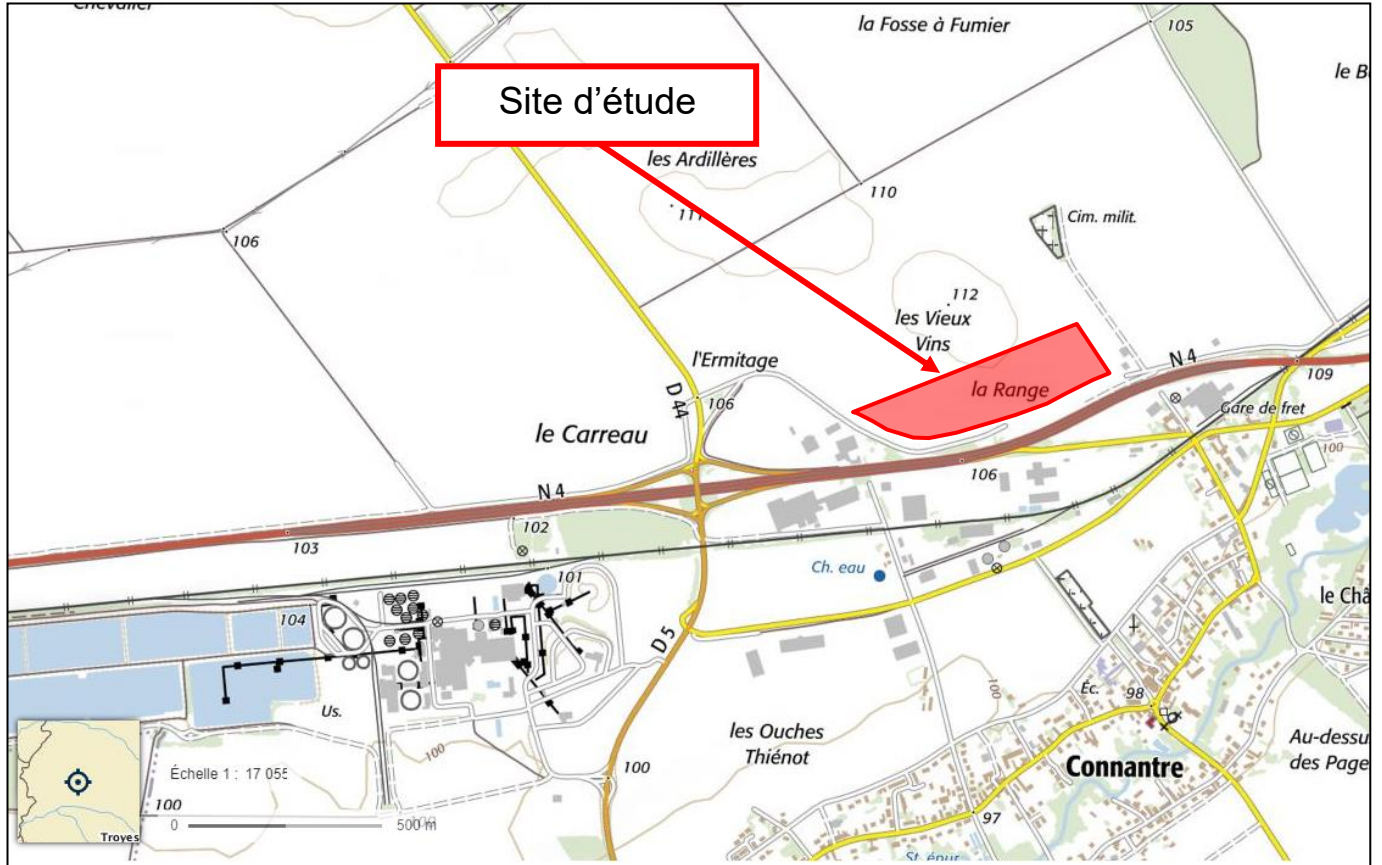 Chevalier
la Fosse à Fumier
105
le B
Site d'étude
les Ardillères
110
111
106
Cim. milit.
112
les Vieux
Vins
l'Ermitage
N 4
109
la Range
D 44
106
Gare de fret
le Carreau
100
106
N 4
102
103
Ch. eau
101
le Châ
104
D 5
Éc.
98
100
Us.
les Ouches
Thiénot
Au-dessu
des Page
100
Connantre
Échelle 1 : 17 055
100
100
97
Troyes
0
500 m
St. épur